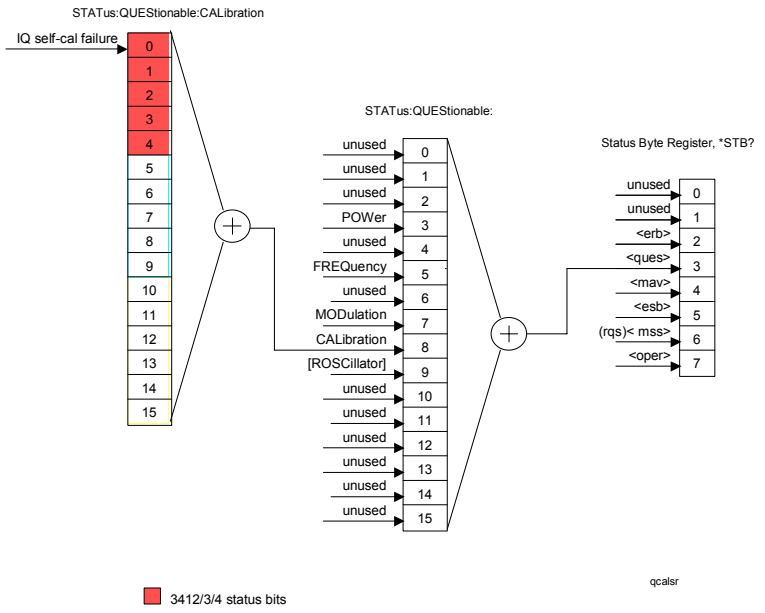 STATus:QUEStionable:CALibration
IQ self-cal failure
0
1
2
3
4
5
6
7
8
9
10
11
12
13
14
15
STATus:QUEStionable:
unused 0
unused 1
unused 2
POWer 3
unused 4
FREQuency 5
unused 6
MODulation 7
CALibration 8
[ROSCillator] 9
unused 10
unused 11
unused 12
unused 13
unused 14
unused 15
Status Byte Register, *STB?
unused 0
unused 1
<erb> 2
<ques> 3
<mav> 4
<esb> 5
(rqs)< mss> 6
<oper> 7
qcalsr
3412/3/4 status bits